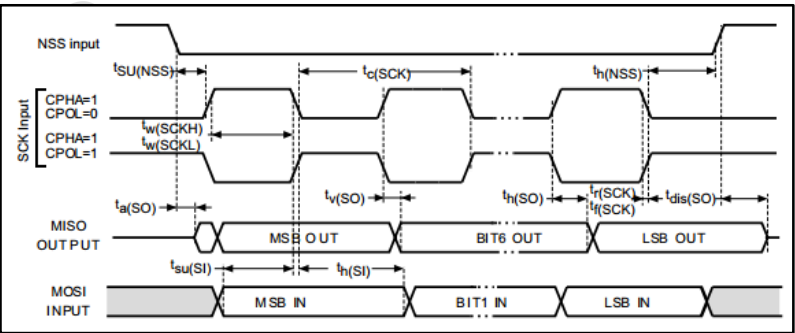 NSS input
tSU(NSS)
tc(SCK)
th(NSS)
SCK Input
CPHA=1
CPOL=0
tw(SCKH)
tw(SCKL)
CPHA=1
CPOL=1
ta(SO)
tv(SO)
th(SO)
tr(SCK)
tf(SCK)
tdis(SO)
MISO
OUTPUT
MSB OUT
BIT6 OUT
LSB OUT
tsu(SI)
th(SI)
MOSI
INPUT
MSB IN
BIT1 IN
LSB IN